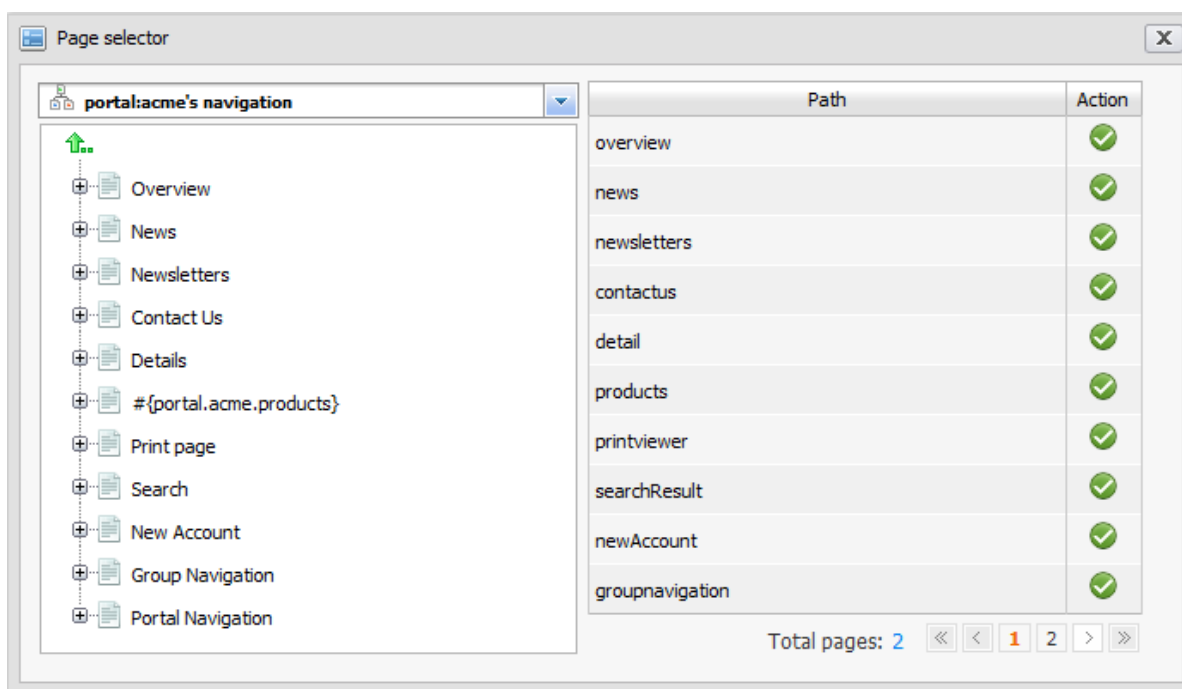 Page selector
X
portal:acme's navigation
..
Overview
News
Newsletters
Contact Us
Details
#{portal.acme.products}
Print page
Search
New Account
Group Navigation
Portal Navigation
Path Action
overview
news
newsletters
contactus
detail
products
printviewer
searchResult
newAccount
groupnavigation
Total pages: 2 « < 1 2 > »